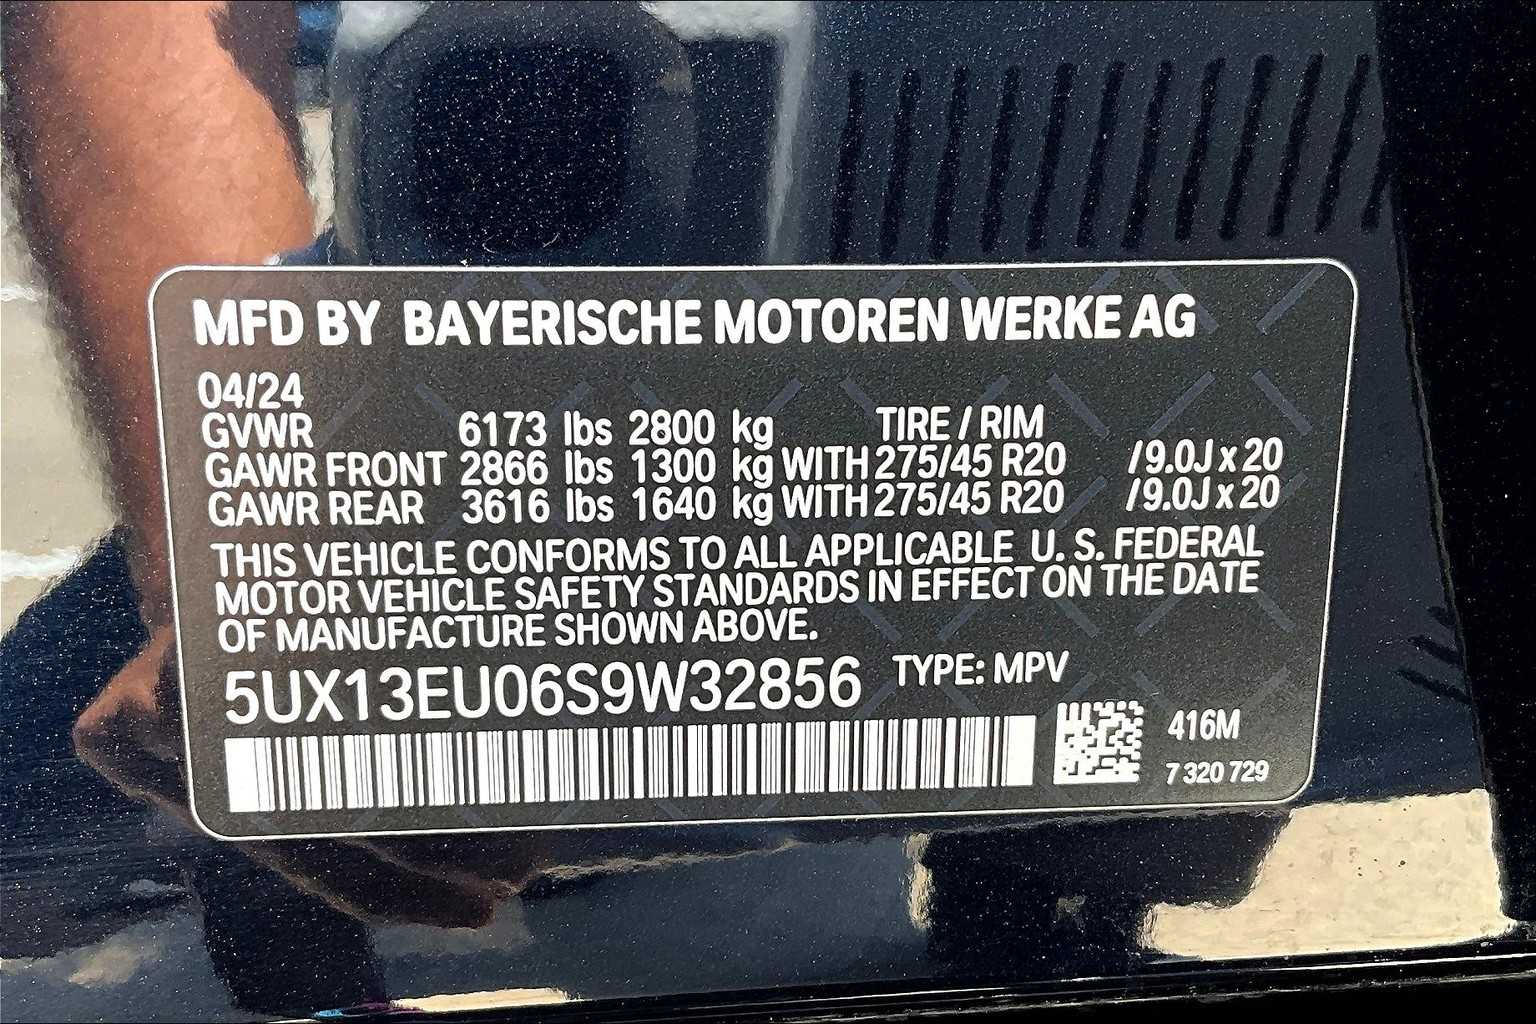 MFD BY BAYERISCHE MOTOREN WERKE AG
04/24
GVWR 6173 lbs 2800 kg TIRE / RIM
GAWR FRONT 2866 lbs 1300 kg WITH 275/45 R20 /9.0J x 20
GAWR REAR 3616 lbs 1640 kg WITH 275/45 R20 /9.0J x 20
THIS VEHICLE CONFORMS TO ALL APPLICABLE U. S. FEDERAL
MOTOR VEHICLE SAFETY STANDARDS IN EFFECT ON THE DATE
OF MANUFACTURE SHOWN ABOVE.
5UX13EU06S9W32856 TYPE: MPV
416M
7 320 729